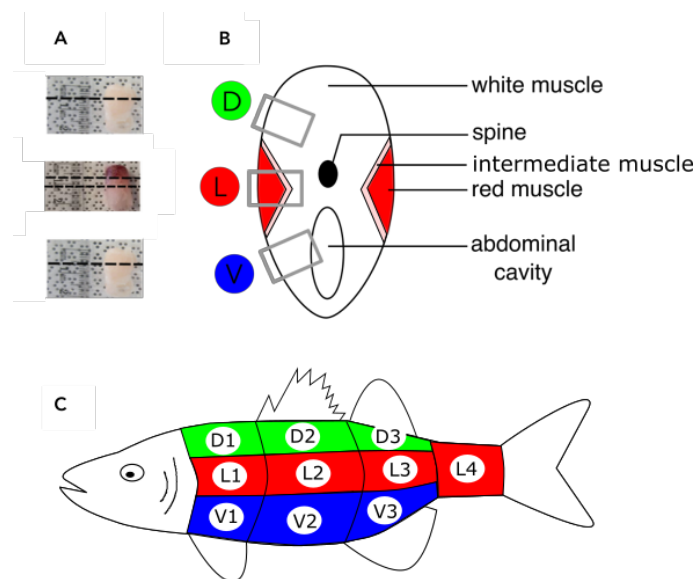 A
B
D
L
V
white muscle
spine
intermediate muscle
red muscle
abdominal
cavity
C
D1
D2
D3
L1
L2
L3
L4
V1
V2
V3